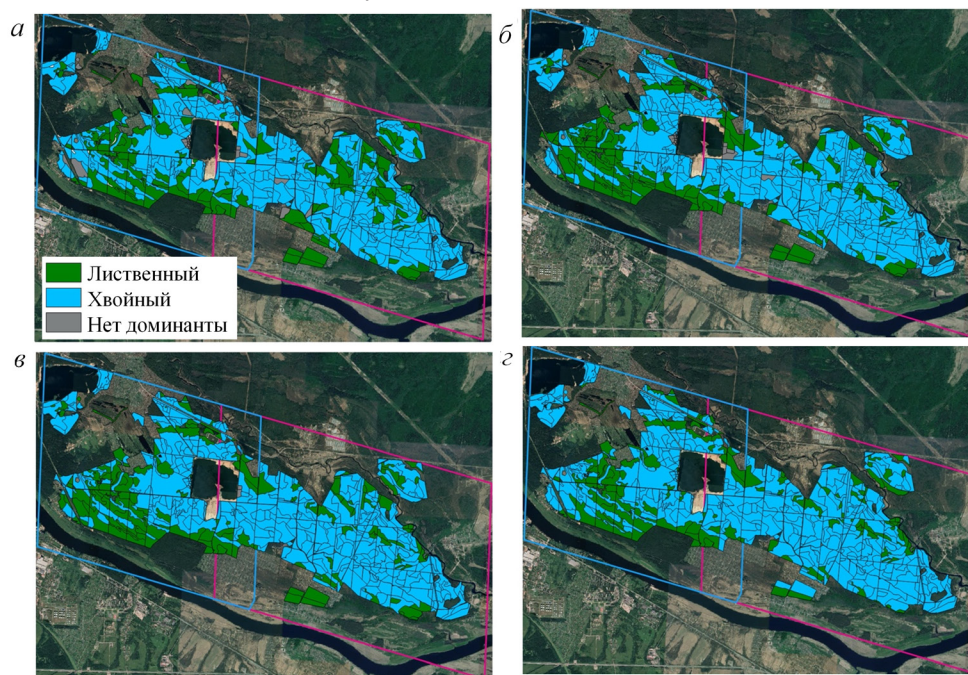 а
б
Лиственный
Хвойный
Нет доминанты
в
г